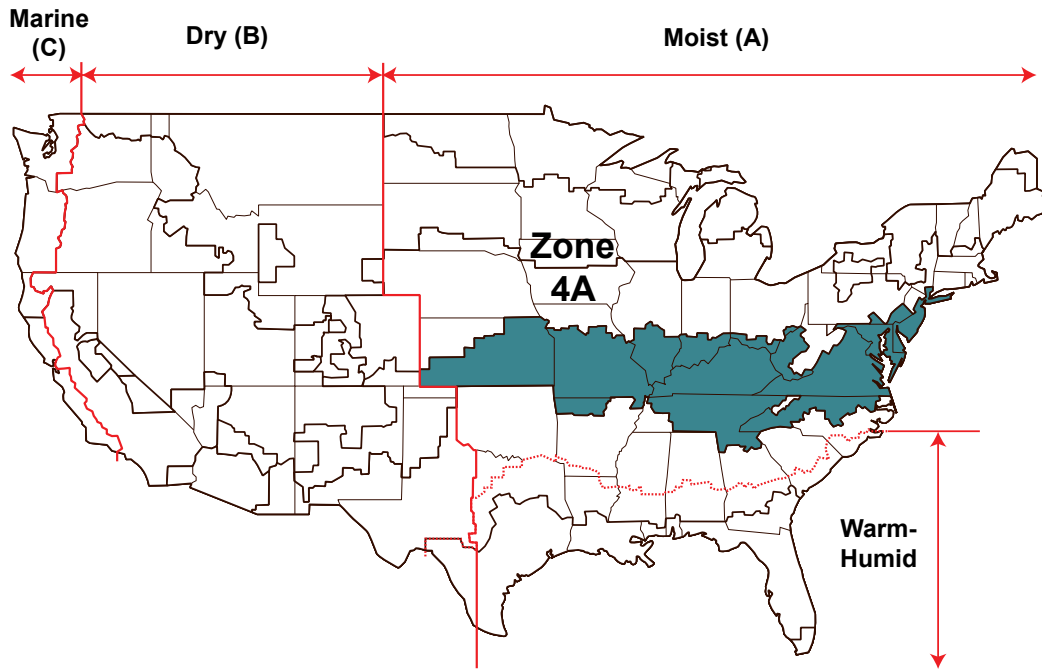 Marine
(C)
Dry (B)
Moist (A)
Zone
4A
Warm-
Humid